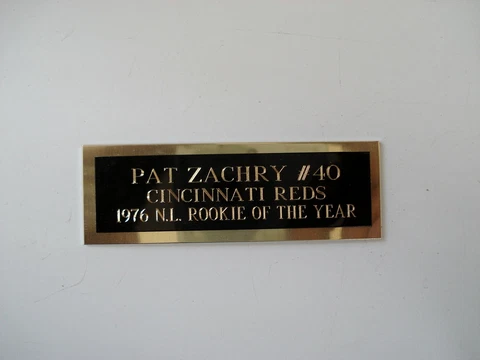 PAT ZACHRY #40
CINCINNATI REDS
1976 N.L. ROOKIE OF THE YEAR